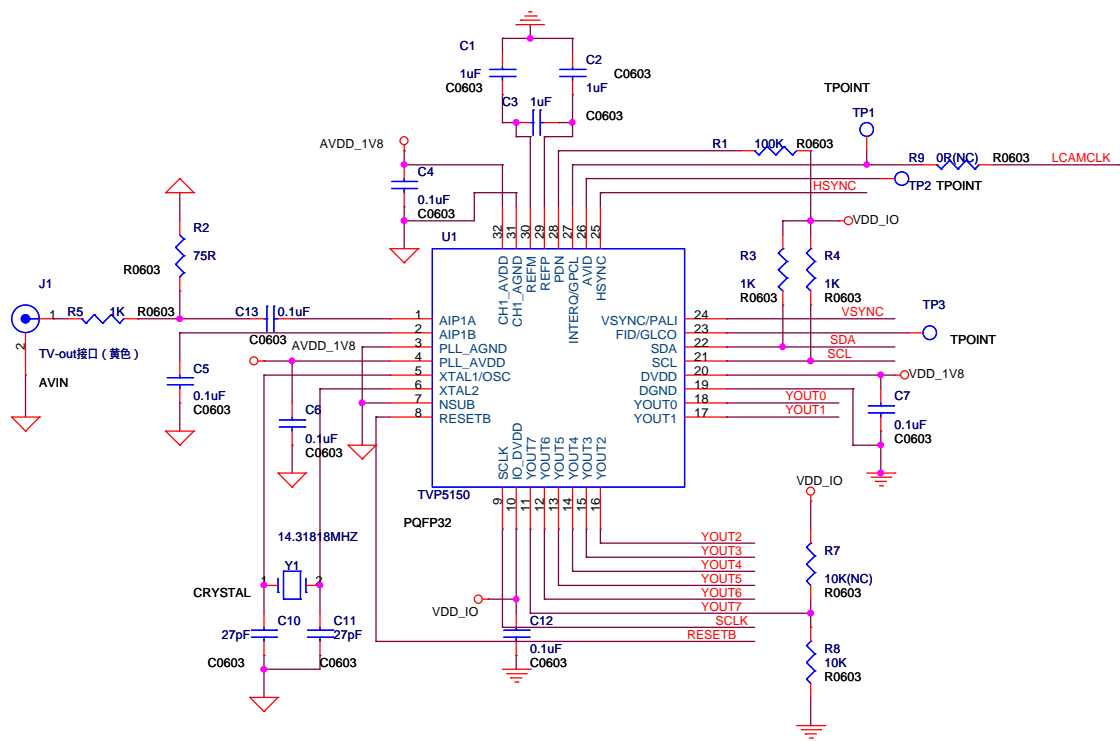 C1
1uF
C0603
C2
C0603
1uF
C3
1uF
C0603
TPOINT
TP1
AVDD_1V8
R1
100K
R0603
R9
0R(NC)
R0603
LCAMCLK
C4
0.1uF
C0603
TP2
TPOINT
HSYNC
VDD_IO
R2
75R
R0603
U1
32
31
30
29
28
27
26
25
CH1_AVDD
CH1_AGND
REFM
REFP
PDN
INTERQ/GPCL
AVID
HSYNC
R3
1K
R0603
R4
1K
R0603
J1
1
2
R5
1K
R0603
C13
0.1uF
C0603
TV-out接口（黄色）
AVIN
AVDD_1V8
C5
0.1uF
C0603
C6
0.1uF
C0603
1
AIP1A
2
AIP1B
3
PLL_AGND
4
PLL_AVDD
5
XTAL1/OSC
6
XTAL2
7
NSUB
8
RESETB
VSYNC/PALI
24
VSYNC
FID/GLCO
23
TP3
TPOINT
SDA
22
SDA
SCL
21
SCL
DVDD
20
VDD_1V8
DGND
19
YOUT0
18
YOUT0
YOUT1
17
YOUT1
C7
0.1uF
C0603
SCLK
IO_DVDD
YOUT7
YOUT6
YOUT5
YOUT4
YOUT3
YOUT2
9
10
11
12
13
14
15
16
TVP5150
PQFP32
VDD_IO
14.31818MHZ
Y1
1
2
CRYSTAL
YOUT2
YOUT3
YOUT4
YOUT5
YOUT6
YOUT7
SCLK
RESETB
R7
10K(NC)
R0603
VDD_IO
C10
27pF
C0603
C11
27pF
C0603
C12
0.1uF
C0603
R8
10K
R0603